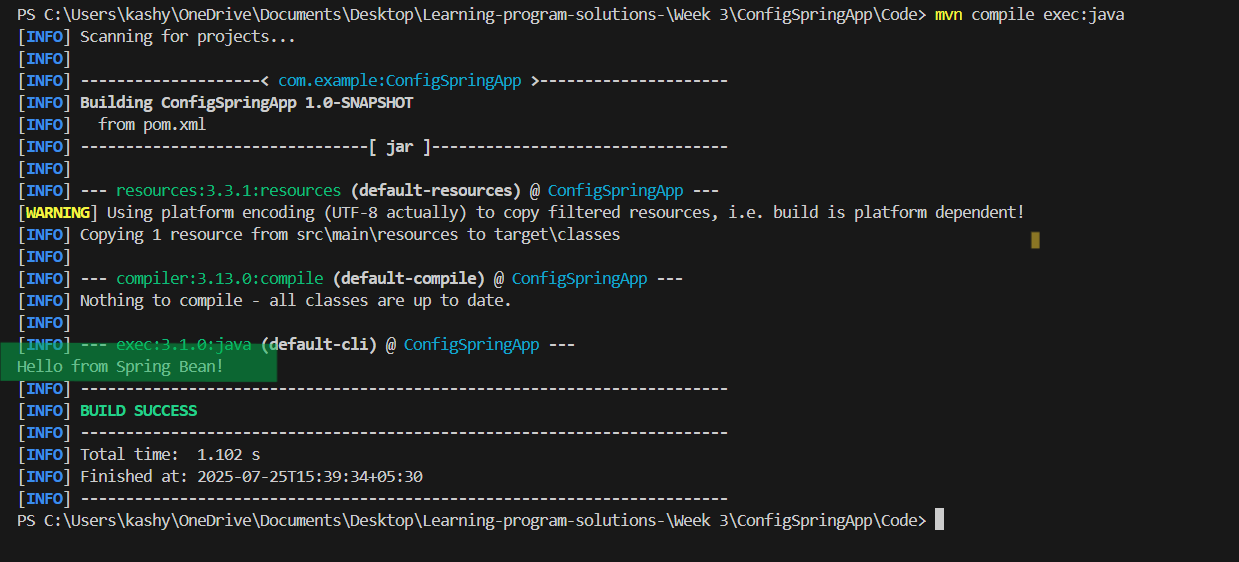 PS C:\Users\kashy\OneDrive\Documents\Desktop\Learning-program-solutions-\Week 3\ConfigSpringApp\Code> mvn compile exec:java
[INFO] Scanning for projects...
[INFO]
[INFO] --------------------< com.example:ConfigSpringApp >---------------------
[INFO] Building ConfigSpringApp 1.0-SNAPSHOT
[INFO]   from pom.xml
[INFO] --------------------------------[ jar ]---------------------------------
[INFO]
[INFO] --- resources:3.3.1:resources (default-resources) @ ConfigSpringApp ---
[WARNING] Using platform encoding (UTF-8 actually) to copy filtered resources, i.e. build is platform dependent!
[INFO] Copying 1 resource from src\main\resources to target\classes
[INFO]
[INFO] --- compiler:3.13.0:compile (default-compile) @ ConfigSpringApp ---
[INFO] Nothing to compile - all classes are up to date.
[INFO]
[INFO] --- exec:3.1.0:java (default-cli) @ ConfigSpringApp ---
Hello from Spring Bean!
[INFO] ------------------------------------------------------------------------
[INFO] BUILD SUCCESS
[INFO] ------------------------------------------------------------------------
[INFO] Total time:  1.102 s
[INFO] Finished at: 2025-07-25T15:39:34+05:30
[INFO] ------------------------------------------------------------------------
PS C:\Users\kashy\OneDrive\Documents\Desktop\Learning-program-solutions-\Week 3\ConfigSpringApp\Code>